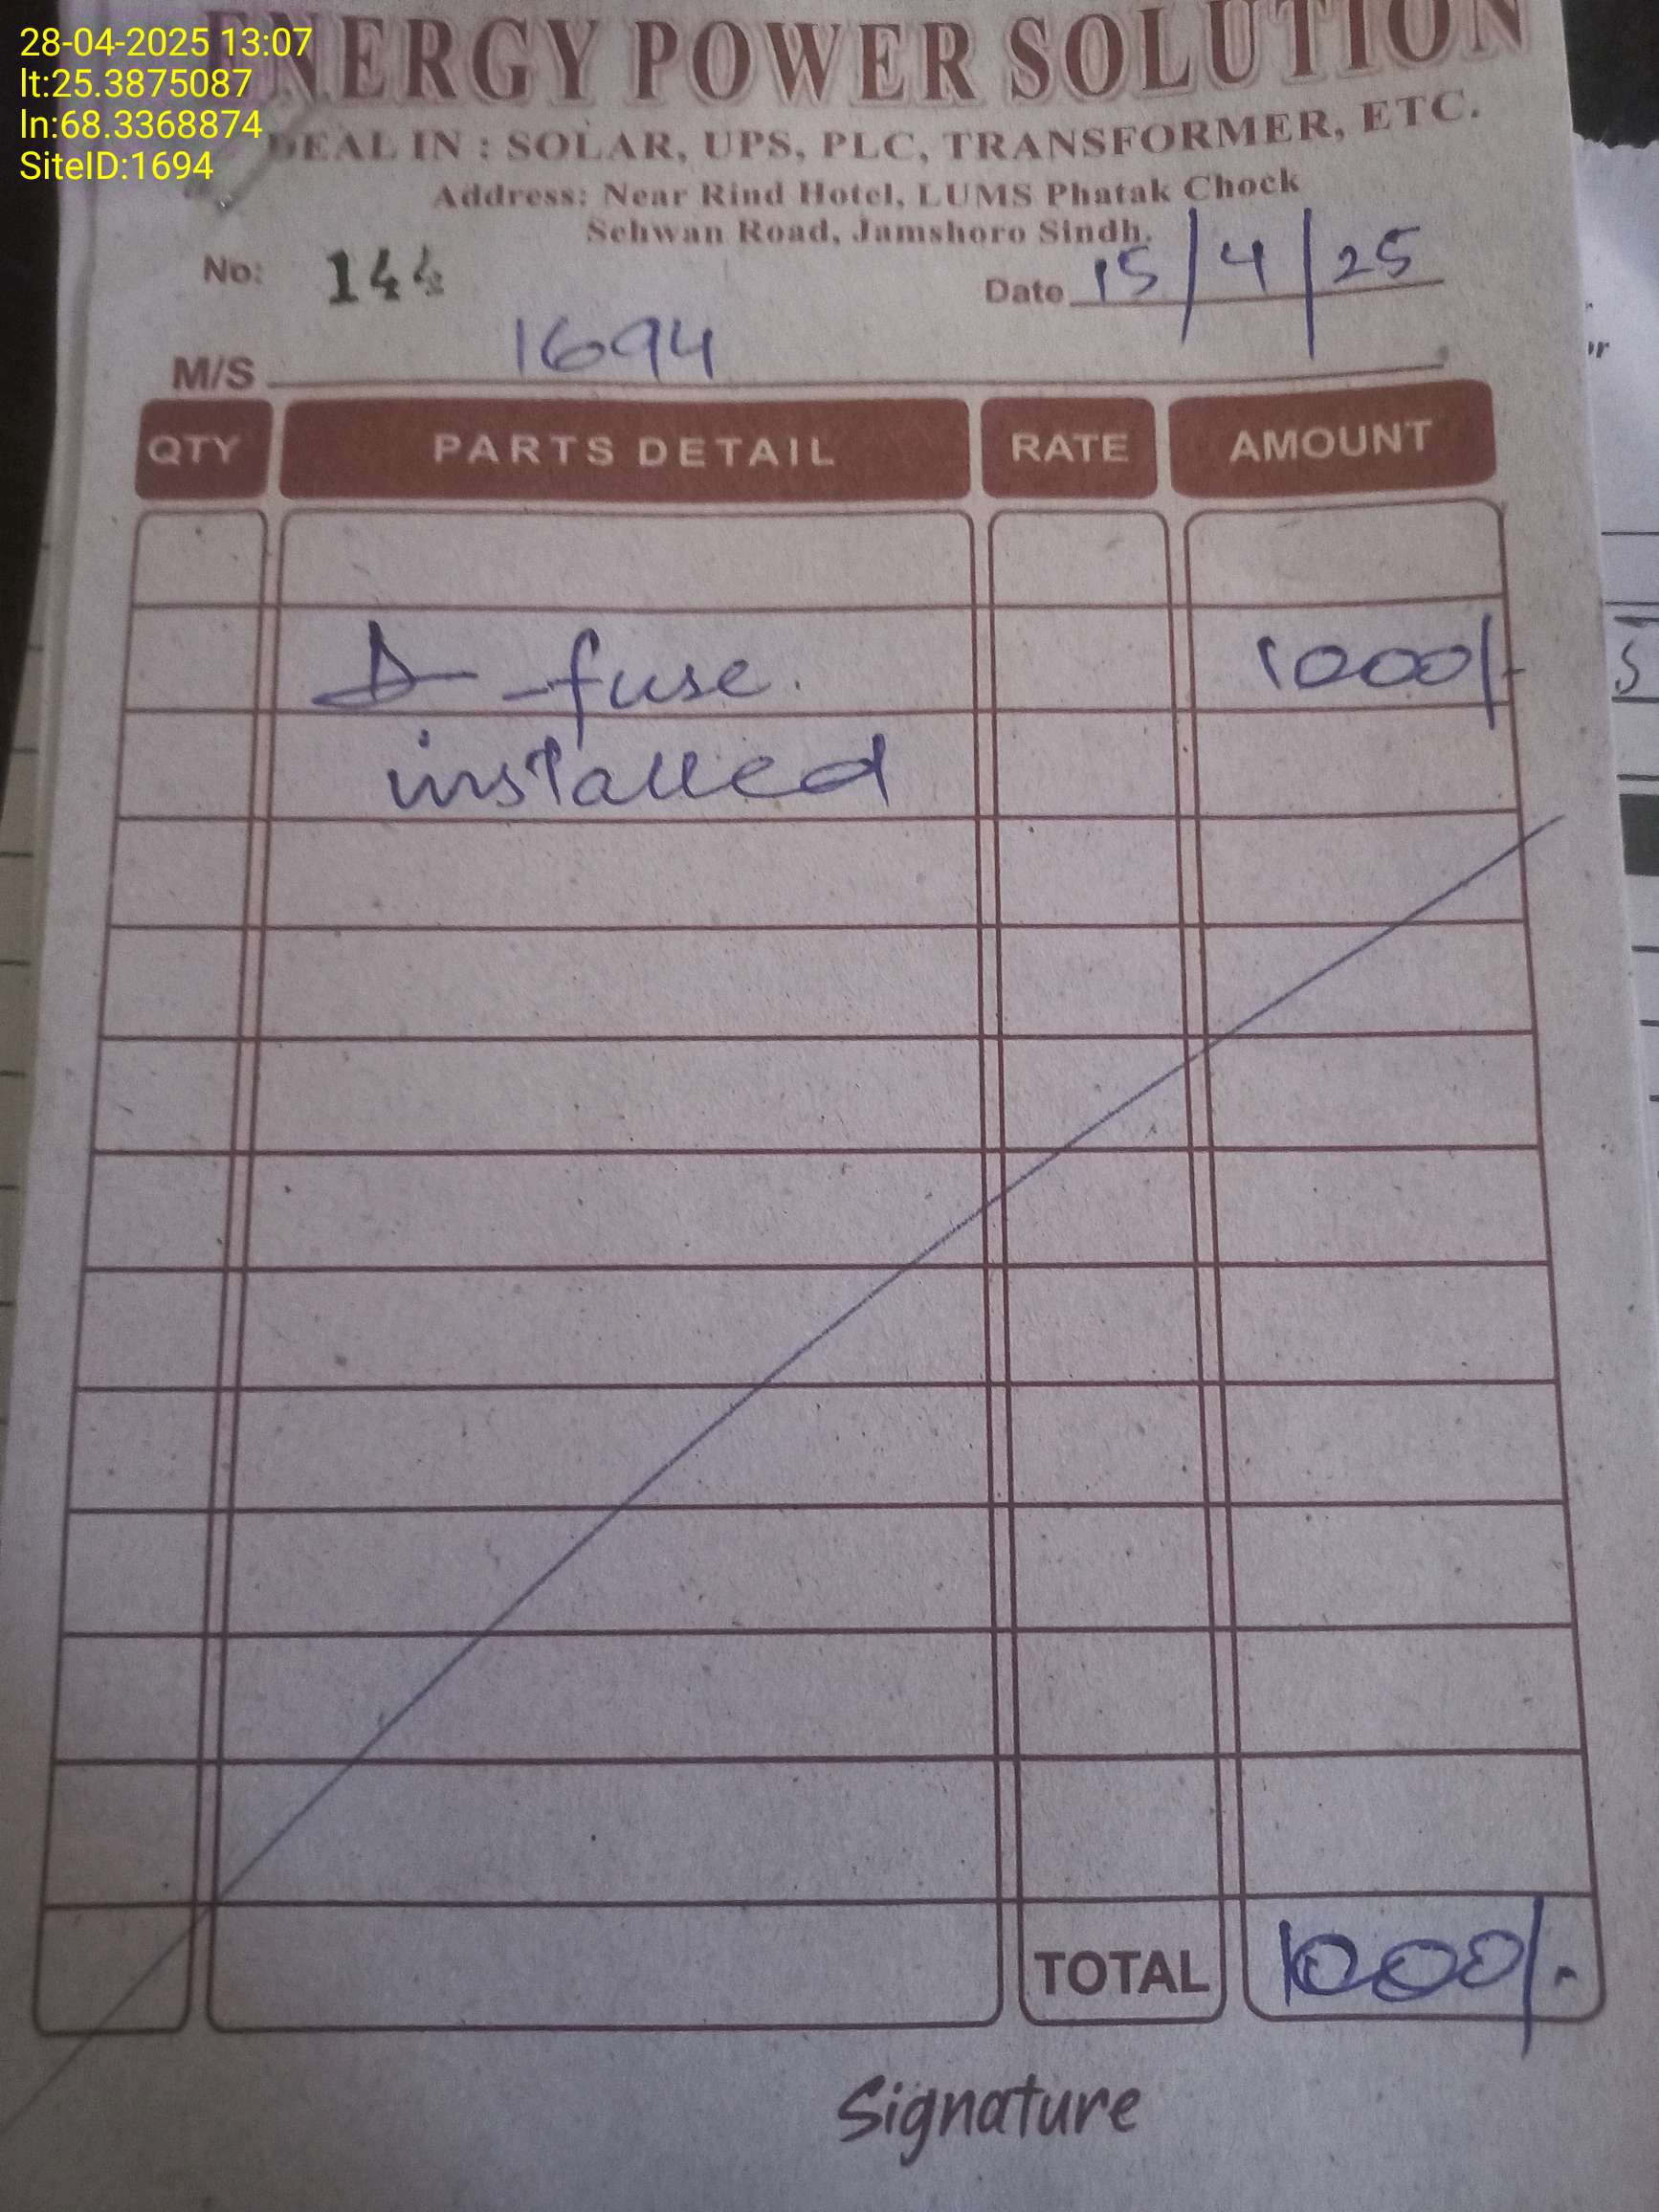 28-04-2025 13:07
lt:25.3875087
ln:68.3368874
SiteID:1694
ENERGY POWER SOLUTION
DEAL IN : SOLAR, UPS, PLC, TRANSFORMER, ETC.
Address: Near Rind Hotel, LUMS Phatak Chock
Sehwan Road, Jamshoro Sindh.
No: 144 Date 15/4/25
M/S 1694
QTY PARTS DETAIL RATE AMOUNT
D-fuse. 1000/-
installed
TOTAL 1000/-
Signature